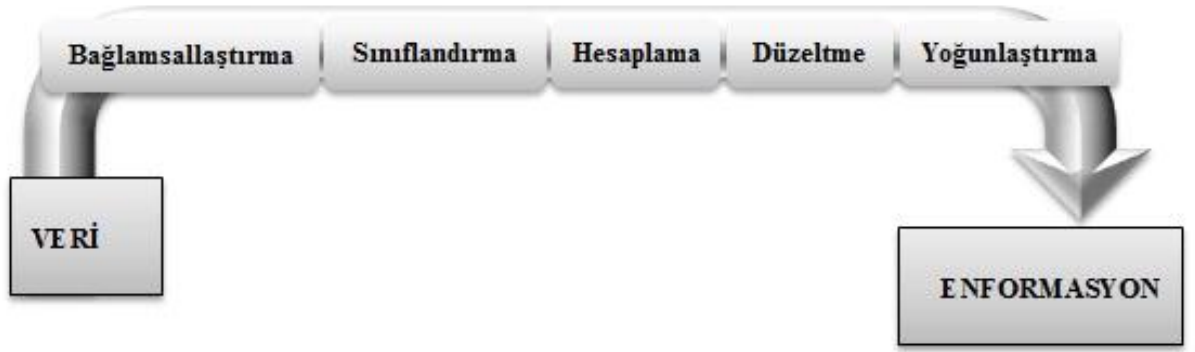 Bağlamsallaştırma
Sınıflandırma
Hesaplama
Düzeltme
Yoğunlaştırma
VERİ
ENFORMASYON